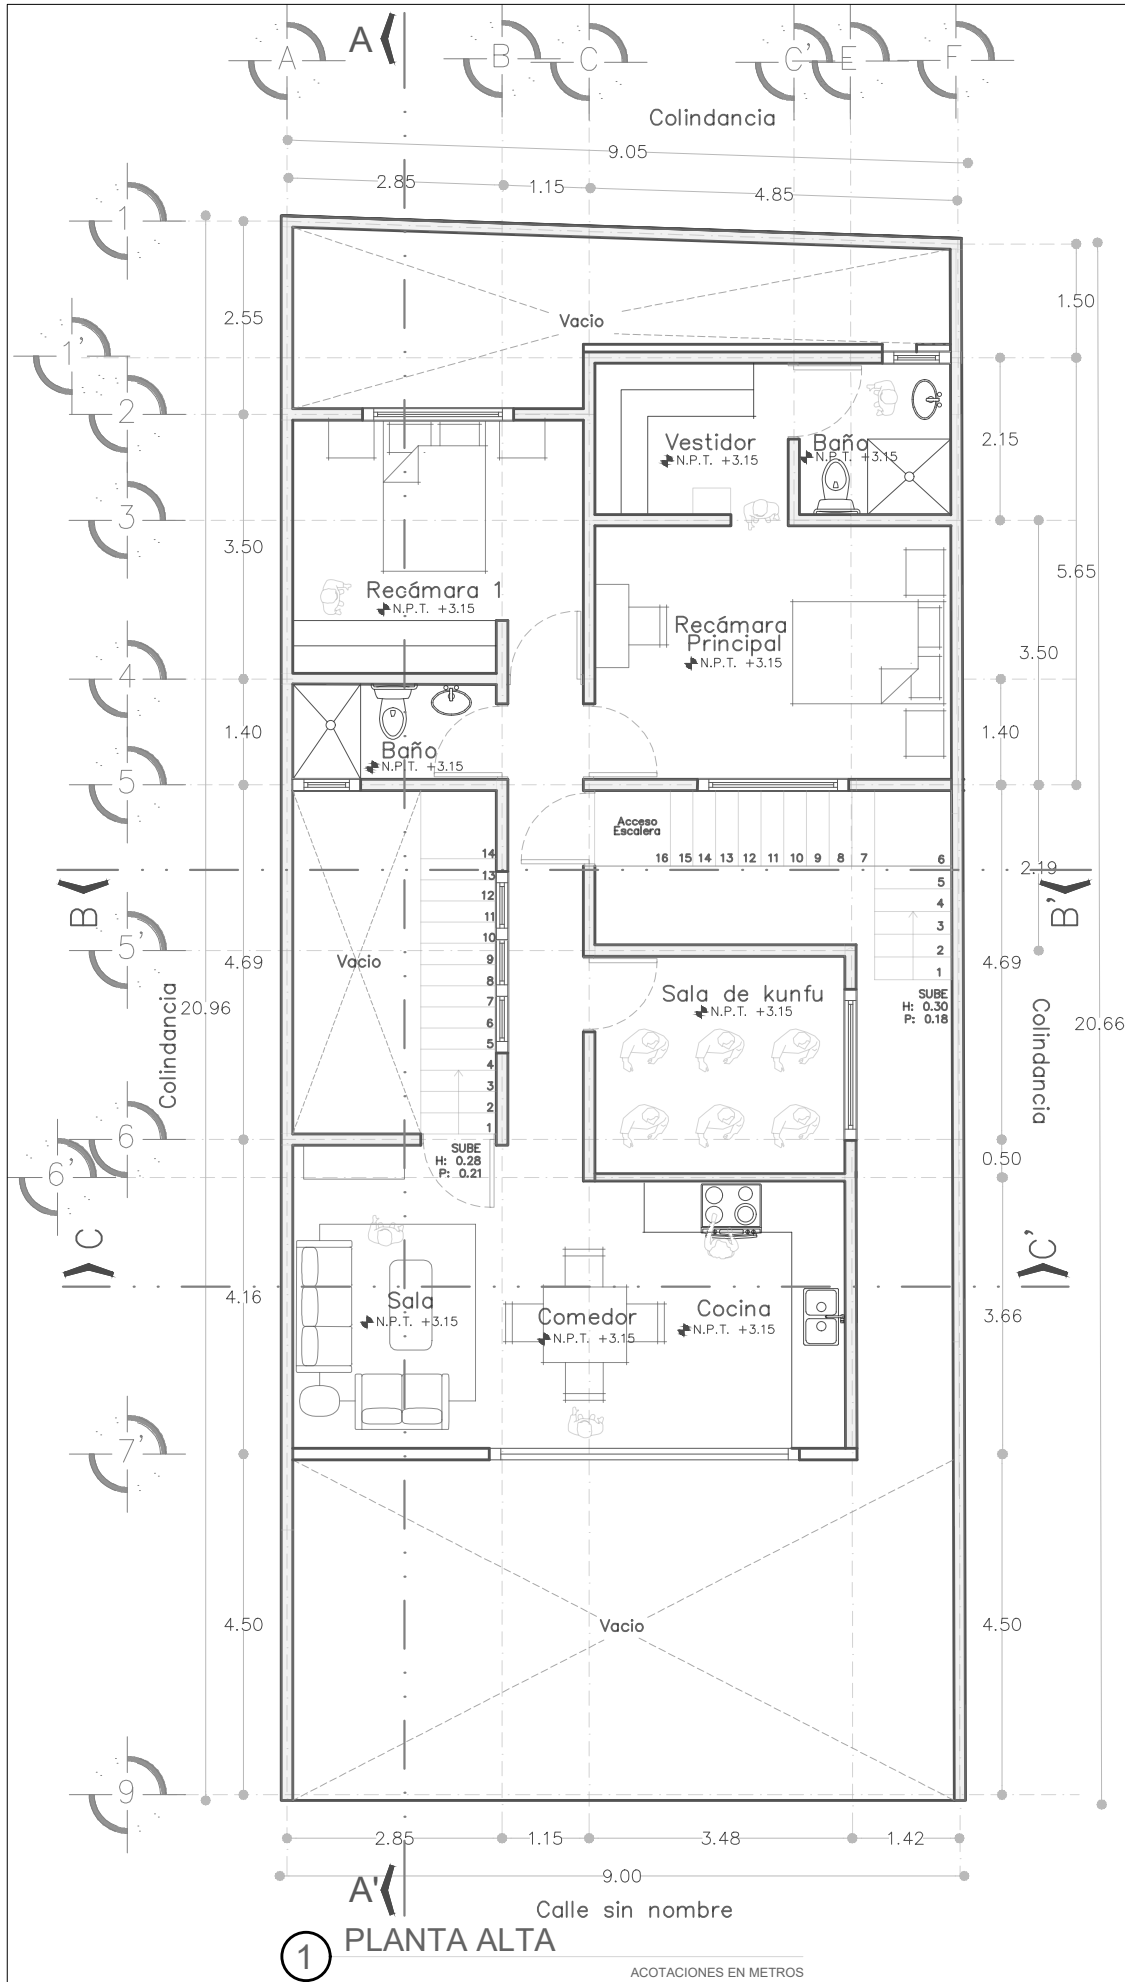 A
A
B
C
C'
E
F
Colindancia
9.05
2.85
1.15
4.85
1
2.55
1.50
Vacio
1'
2
2.15
Vestidor
N.P.T. +3.15
Baño
N.P.T. +3.15
3
3.50
5.65
Recámara 1
N.P.T. +3.15
Recámara
Principal
N.P.T. +3.15
3.50
4
1.40
1.40
Baño
N.P.T. +3.15
5
Acceso
Escalera
16 15 14 13 12 11 10 9 8 7 6
5
4
3
2
1
14
13
12
11
10
9
8
7
6
5
4
3
2
1
2.19
B
B'
5'
4.69
Vacio
4.69
Colindancia
20.96
Sala de kunfu
N.P.T. +3.15
SUBE
H: 0.30
P: 0.18
Colindancia
20.66
6
SUBE
H: 0.28
P: 0.21
0.50
6'
C
C'
4.16
Sala
N.P.T. +3.15
Comedor
N.P.T. +3.15
Cocina
N.P.T. +3.15
3.66
7'
4.50
Vacio
4.50
9
2.85
1.15
3.48
1.42
9.00
A'
Calle sin nombre
1
PLANTA ALTA
ACOTACIONES EN METROS